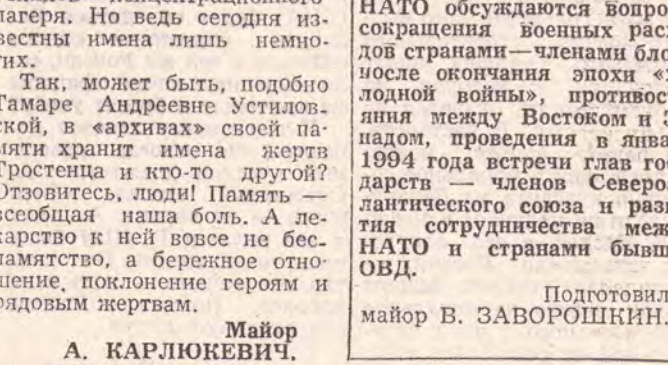 концентрационного
лагеря. Но ведь сегодня из-
вестны имена лишь немно-
гих.
Так, может быть, подобно
Тамаре Андреевне Устилов-
ской, в «архивах» своей па-
мяти хранит имена жертв
Тростенца и кто-то другой?
Отзовитесь, люди! Память —
всеобщая наша боль. А ле-
карство к ней вовсе не бес-
памятство, а бережное отно-
шение, поклонение героям и
рядовым жертвам.
Майор
А. КАРЛЮКЕВИЧ.
НАТО обсуждаются вопро
сокращения военных рас
дов странами—членами бло
после окончания эпохи «
лодной войны», противос
яния между Востоком и З
падом, проведения в янва
1994 года встречи глав го
дарств — членов Северо
лантического союза и раз
тия сотрудничества меж
НАТО и странами бывш
ОВД.
Подготовил
майор В. ЗАВОРОШКИН.